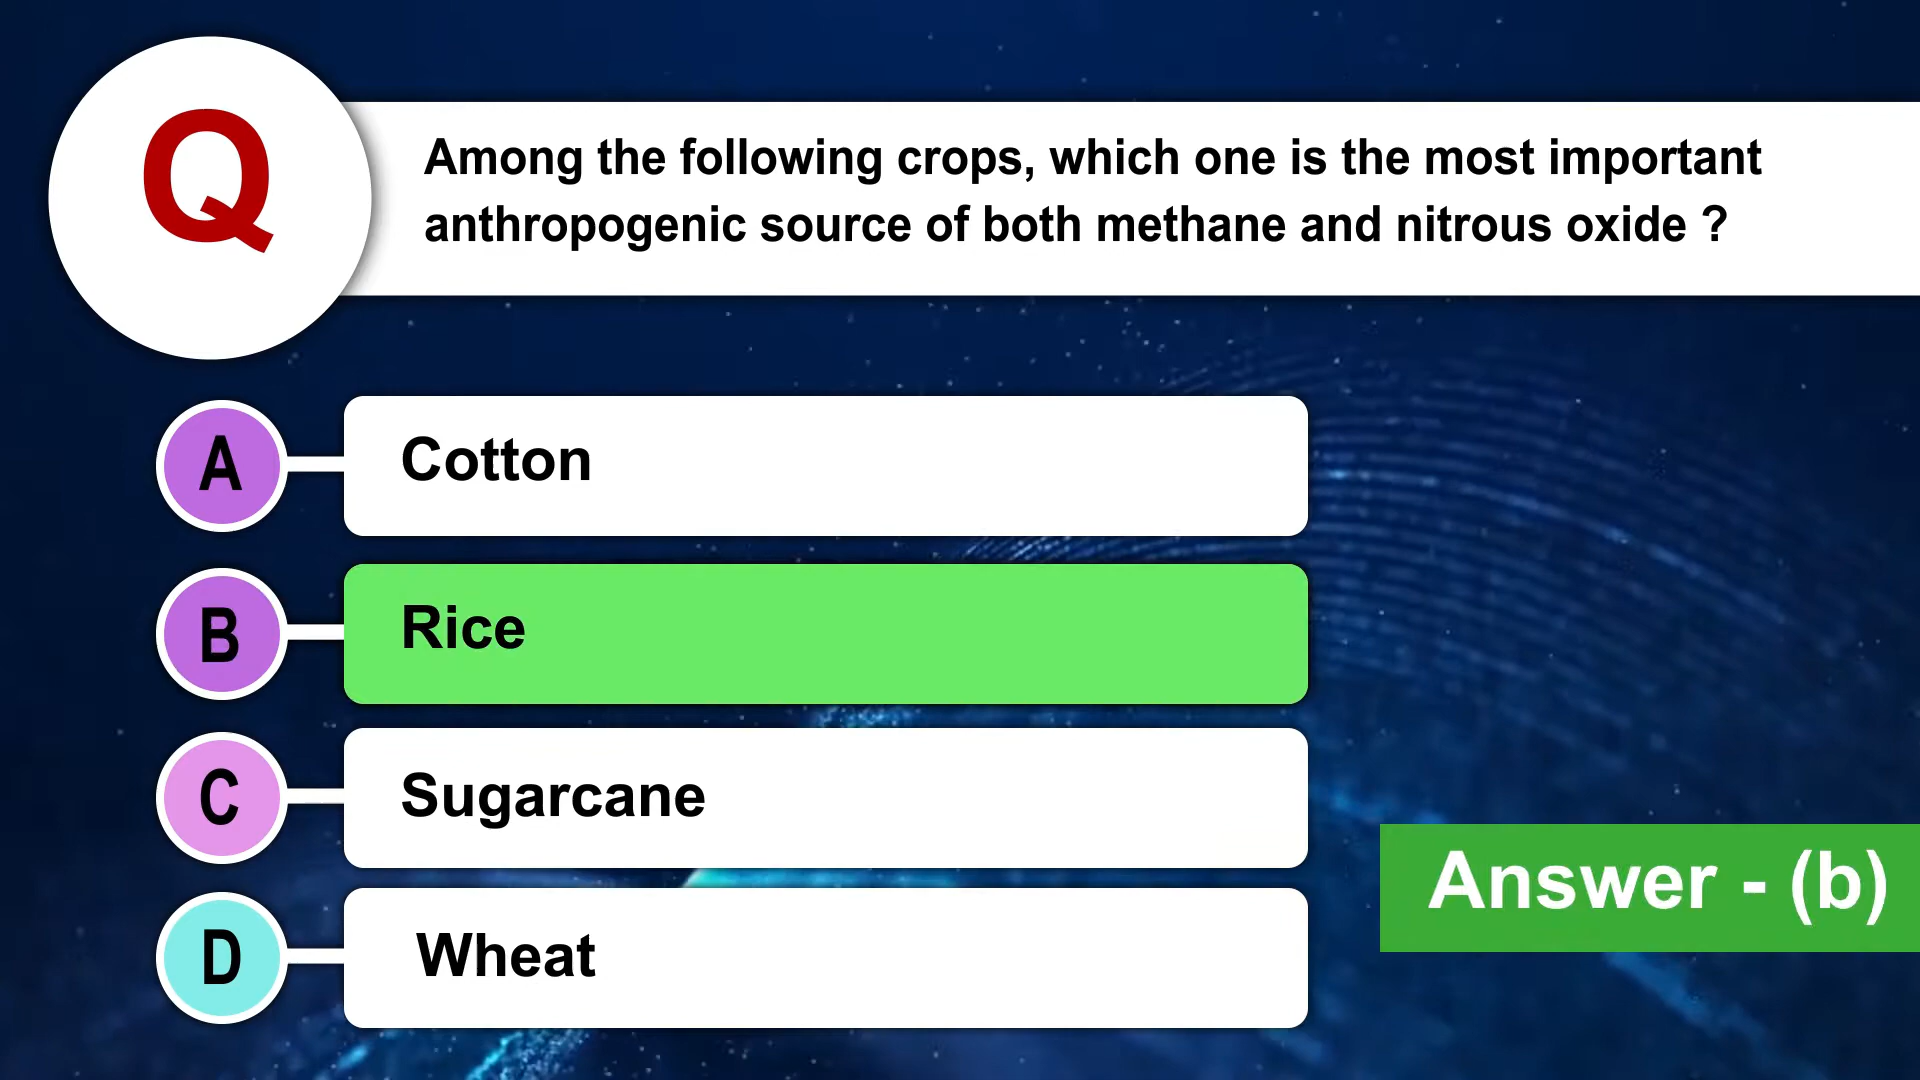 Q
Among the following crops, which one is the most important
anthropogenic source of both methane and nitrous oxide ?
A
Cotton
B
Rice
C
Sugarcane
D
Wheat
Answer - (b)